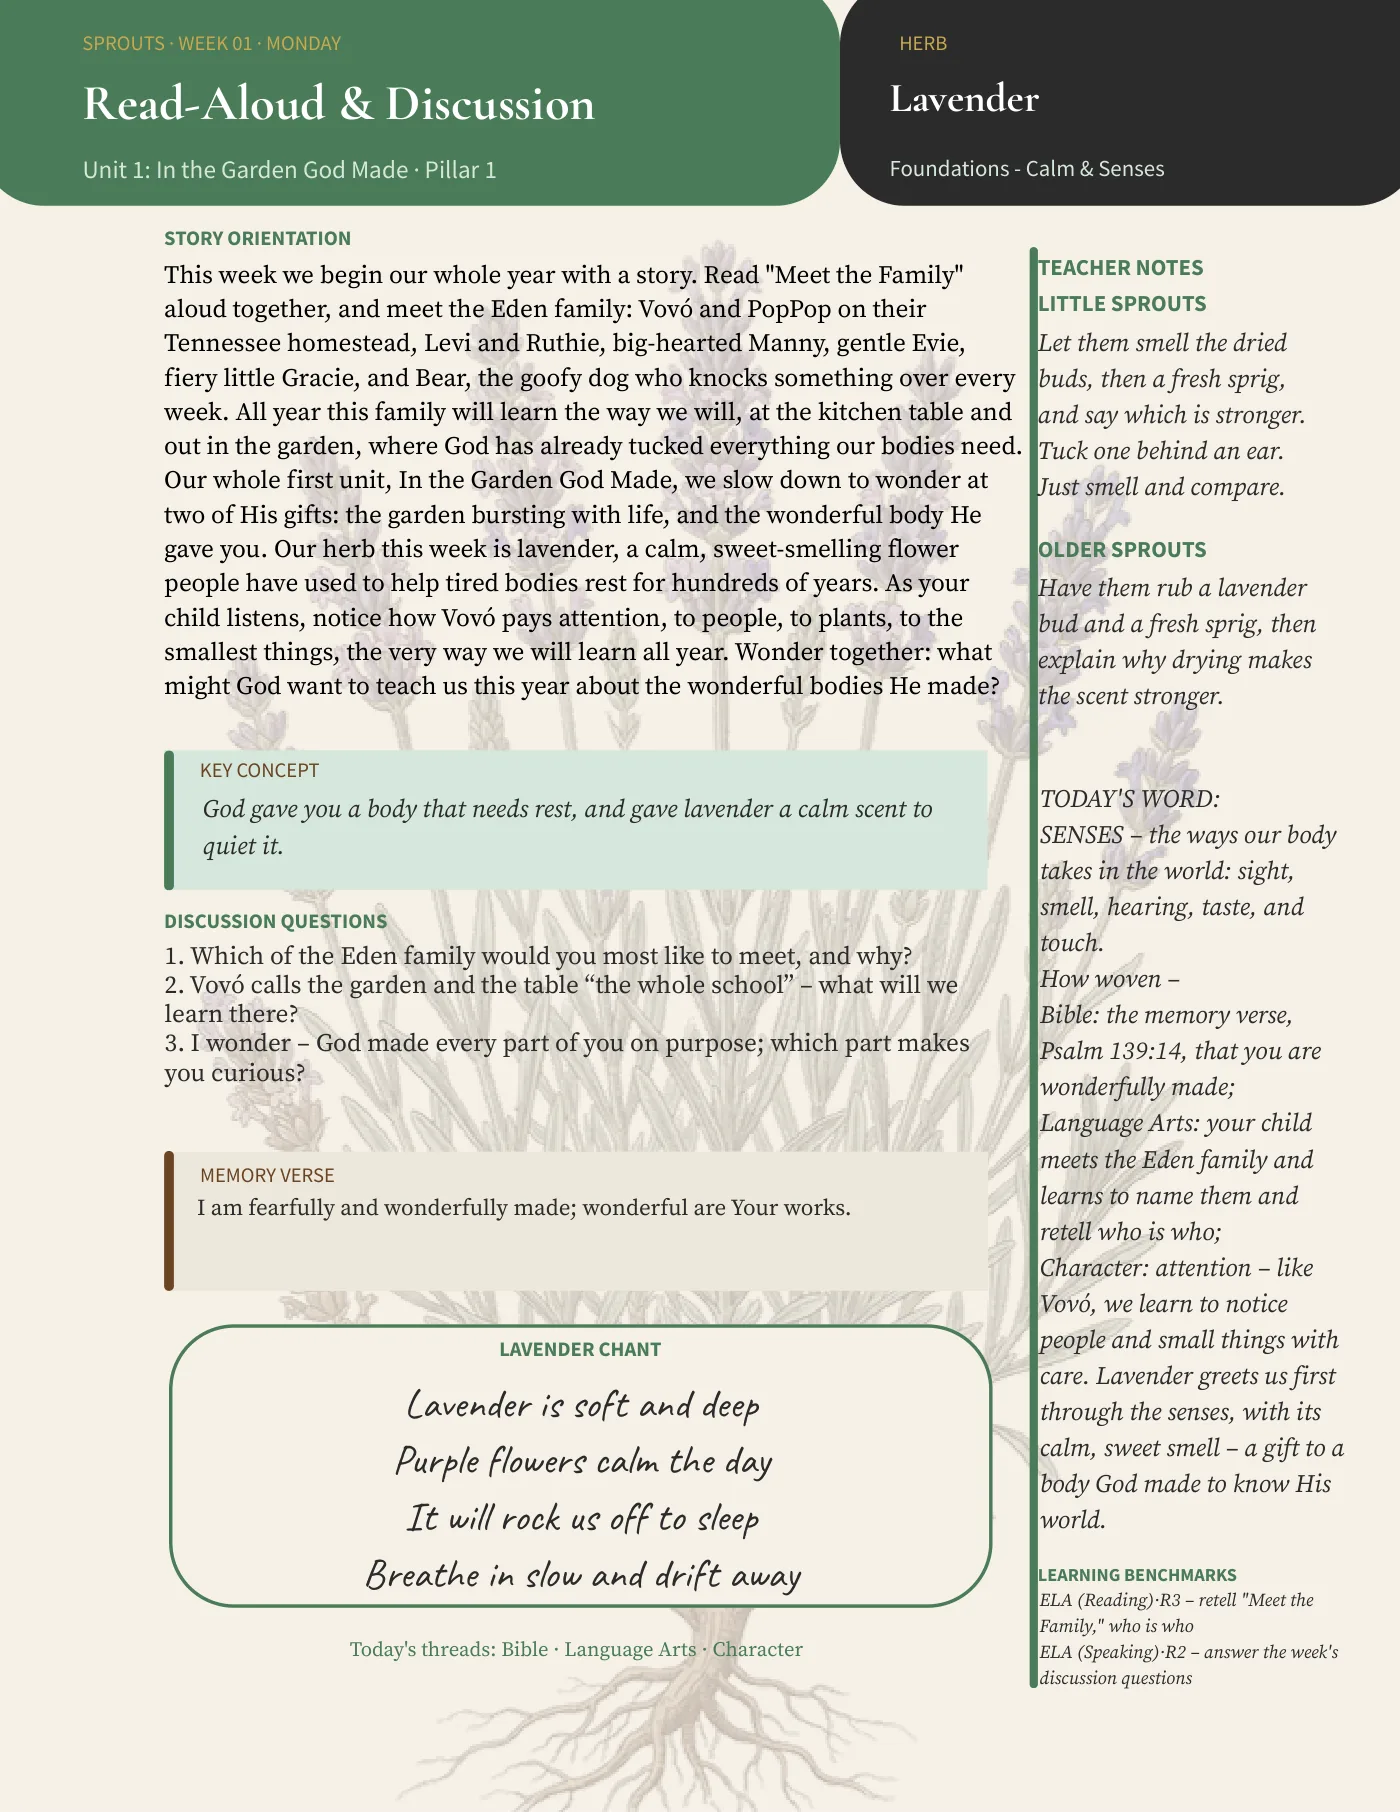 SPROUTS · WEEK 01 · MONDAY
Read-Aloud & Discussion
Unit 1: In the Garden God Made · Pillar 1
HERB
Lavender
Foundations - Calm & Senses
STORY ORIENTATION
This week we begin our whole year with a story. Read "Meet the Family"
aloud together, and meet the Eden family: Vovó and PopPop on their
Tennessee homestead, Levi and Ruthie, big-hearted Manny, gentle Evie,
fiery little Gracie, and Bear, the goofy dog who knocks something over every
week. All year this family will learn the way we will, at the kitchen table and
out in the garden, where God has already tucked everything our bodies need.
Our whole first unit, In the Garden God Made, we slow down to wonder at
two of His gifts: the garden bursting with life, and the wonderful body He
gave you. Our herb this week is lavender, a calm, sweet-smelling flower
people have used to help tired bodies rest for hundreds of years. As your
child listens, notice how Vovó pays attention, to people, to plants, to the
smallest things, the very way we will learn all year. Wonder together: what
might God want to teach us this year about the wonderful bodies He made?
KEY CONCEPT
God gave you a body that needs rest, and gave lavender a calm scent to
quiet it.
DISCUSSION QUESTIONS
1. Which of the Eden family would you most like to meet, and why?
2. Vovó calls the garden and the table “the whole school” – what will we
learn there?
3. I wonder – God made every part of you on purpose; which part makes
you curious?
MEMORY VERSE
I am fearfully and wonderfully made; wonderful are Your works.
LAVENDER CHANT
Lavender is soft and deep
Purple flowers calm the day
It will rock us off to sleep
Breathe in slow and drift away
Today's threads: Bible · Language Arts · Character
TEACHER NOTES
LITTLE SPROUTS
Let them smell the dried
buds, then a fresh sprig,
and say which is stronger.
Tuck one behind an ear.
Just smell and compare.
OLDER SPROUTS
Have them rub a lavender
bud and a fresh sprig, then
explain why drying makes
the scent stronger.
TODAY'S WORD:
SENSES – the ways our body
takes in the world: sight,
smell, hearing, taste, and
touch.
How woven –
Bible: the memory verse,
Psalm 139:14, that you are
wonderfully made;
Language Arts: your child
meets the Eden family and
learns to name them and
retell who is who;
Character: attention – like
Vovó, we learn to notice
people and small things with
care. Lavender greets us first
through the senses, with its
calm, sweet smell – a gift to a
body God made to know His
world.
LEARNING BENCHMARKS
ELA (Reading)·R3 – retell "Meet the
Family," who is who
ELA (Speaking)·R2 – answer the week's
discussion questions